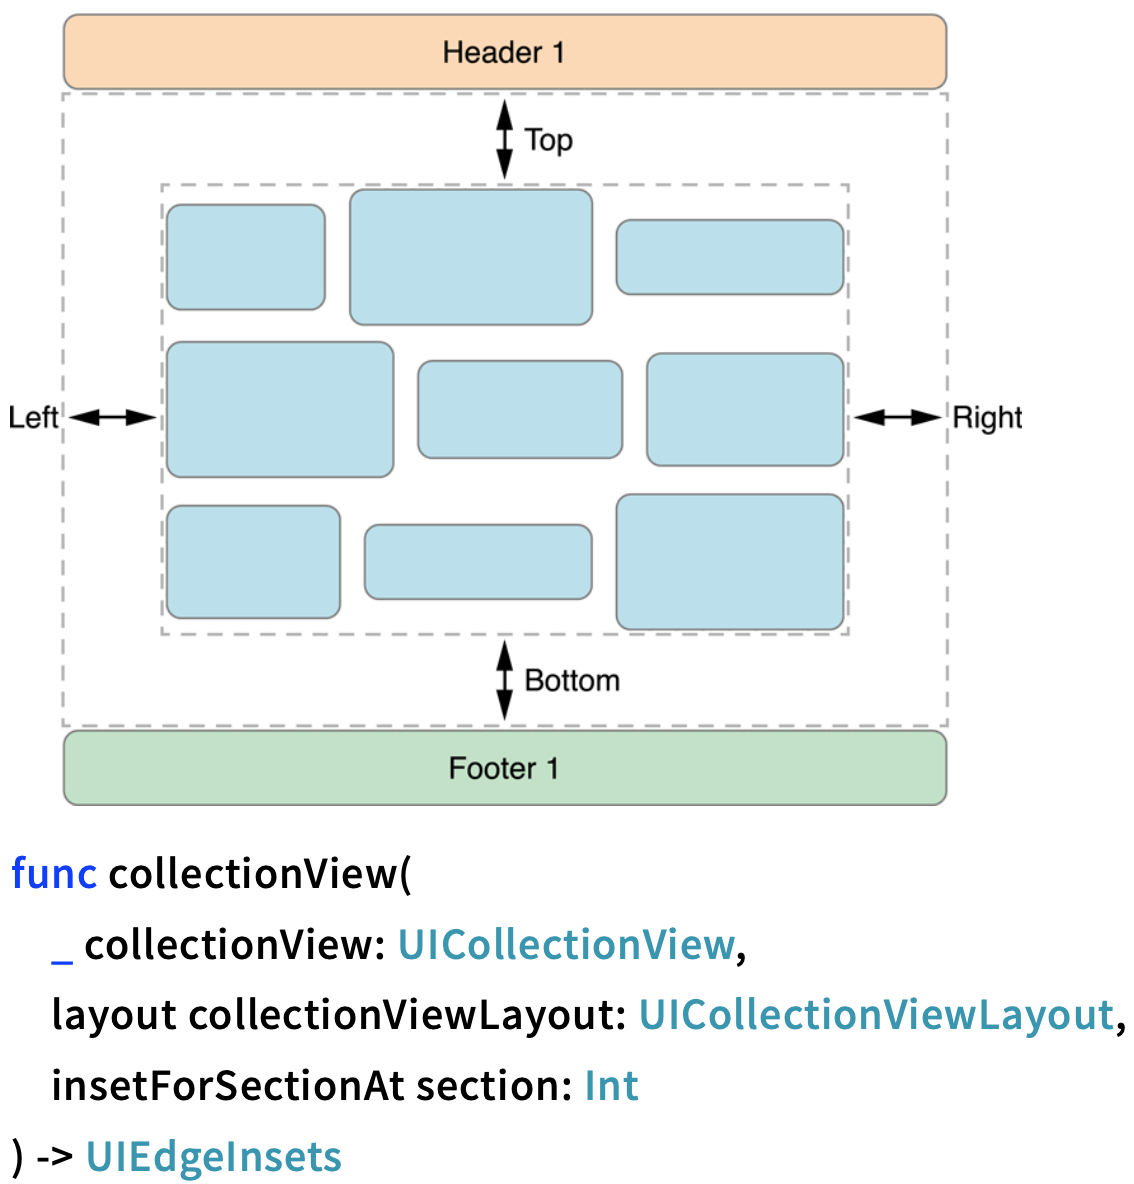 Header 1
Top
Left
Right
Bottom
Footer 1
func collectionView(
_ collectionView: UICollectionView,
layout collectionViewLayout: UICollectionViewLayout,
insetForSectionAt section: Int
) -> UIEdgeInsets